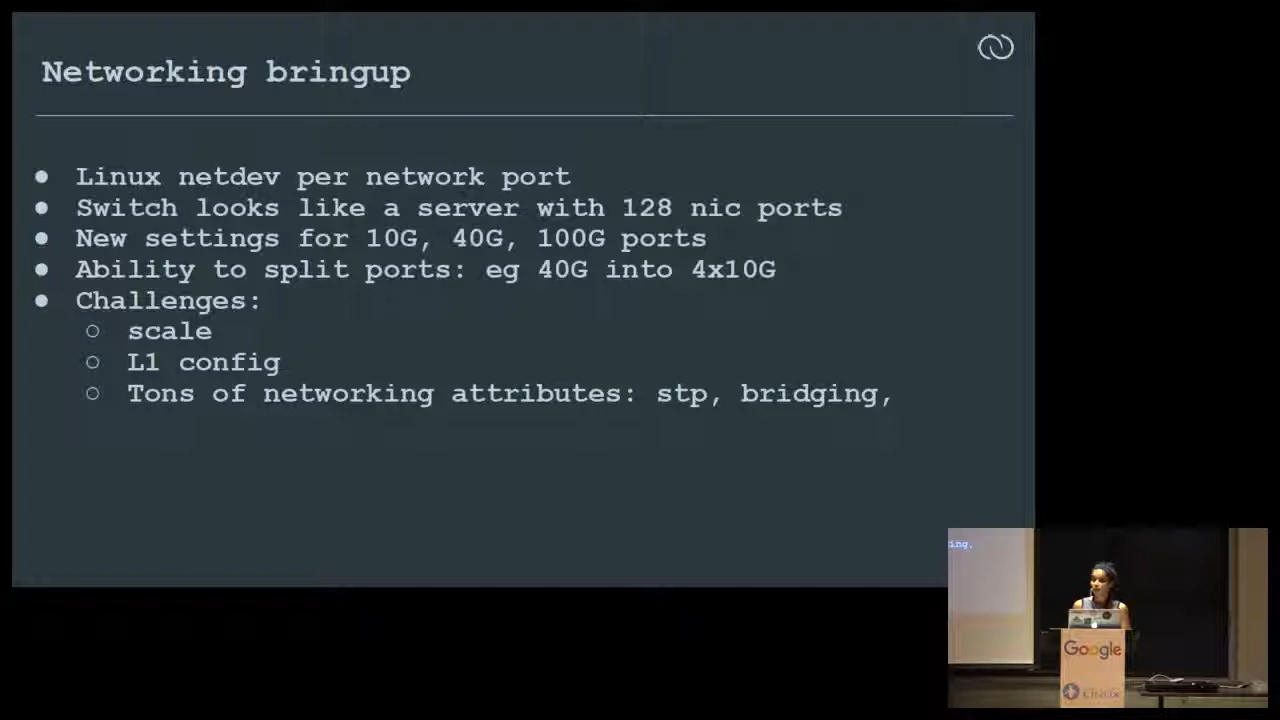 Networking bringup
● Linux netdev per network port
● Switch looks like a server with 128 nic ports
● New settings for 10G, 40G, 100G ports
● Ability to split ports: eg 40G into 4x10G
● Challenges:
○ scale
○ L1 config
○ Tons of networking attributes: stp, bridging,
ing,
Google